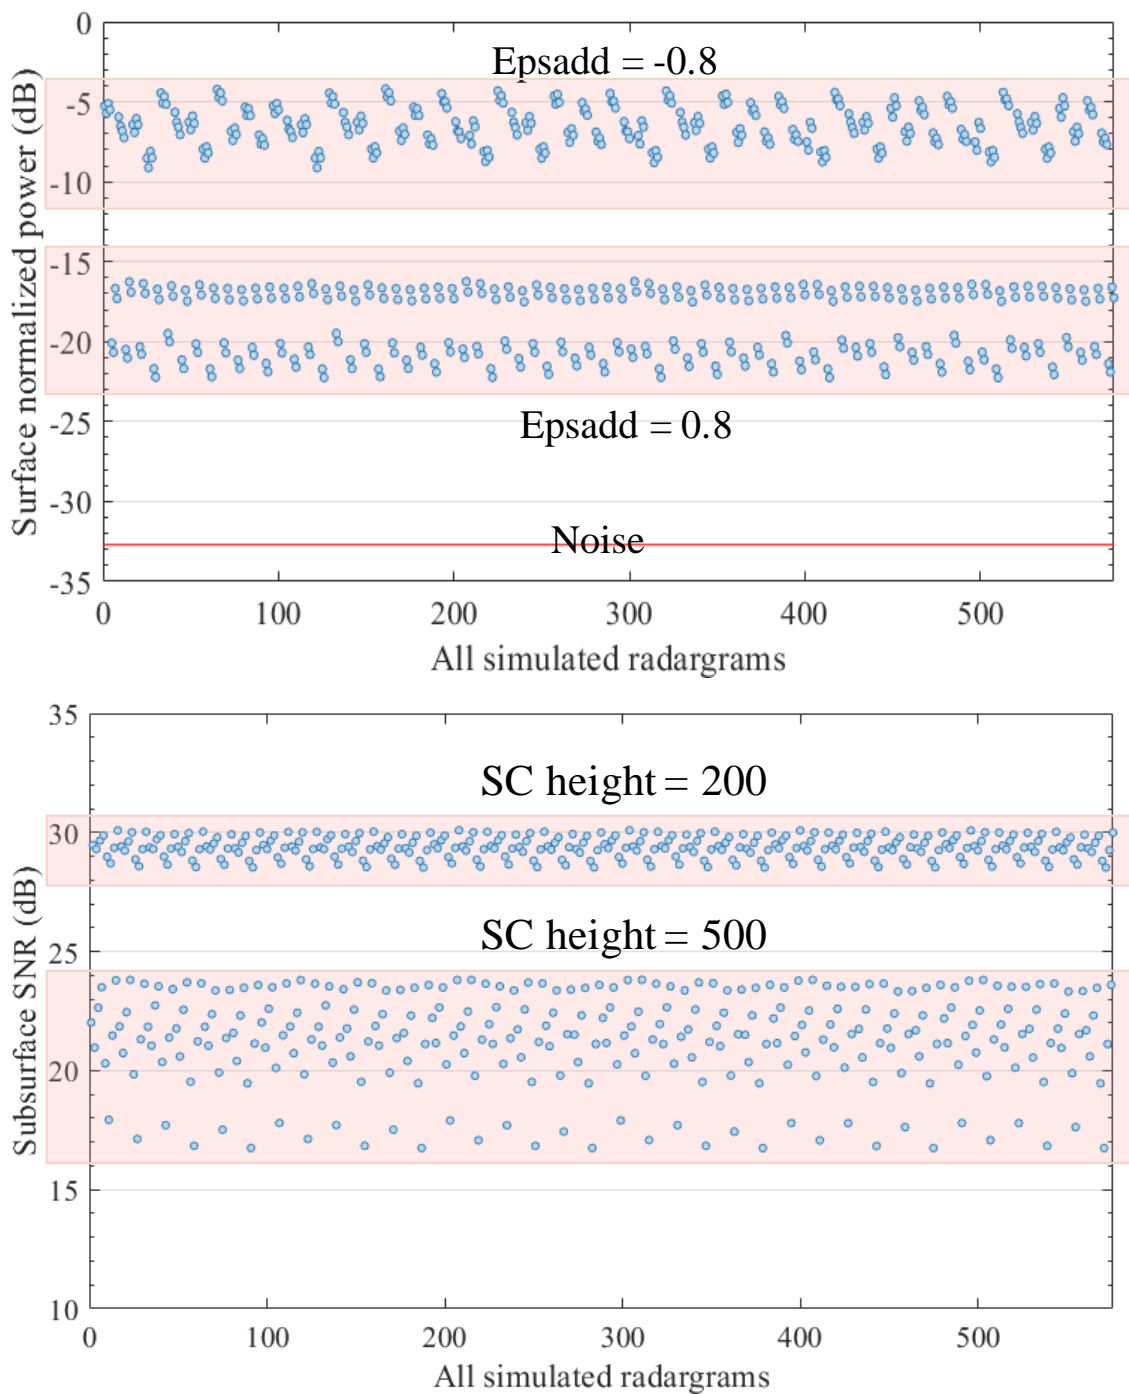 0
-5
-10
-15
-20
-25
-30
-35
Surface normalized power (dB)
Epsadd = -0.8
Epsadd = 0.8
Noise
0 100 200 300 400 500
All simulated radargrams
35
30
25
20
15
10
Subsurface SNR (dB)
SC height = 200
SC height = 500
0 100 200 300 400 500
All simulated radargrams